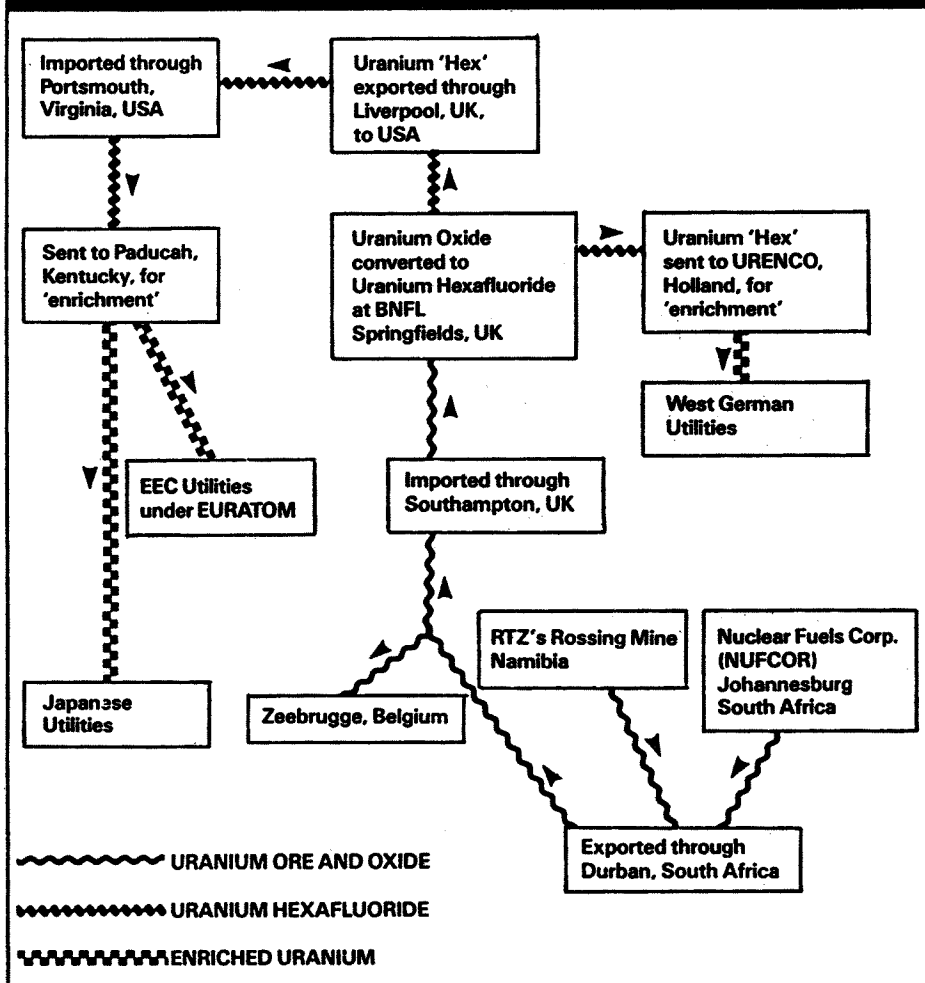 Imported through
Portsmouth,
Virginia, USA
Uranium 'Hex'
exported through
Liverpool, UK,
to USA
Sent to Paducah,
Kentucky, for
'enrichment'
Uranium Oxide
converted to
Uranium Hexafluoride
at BNFL
Springfields, UK
Uranium 'Hex'
sent to URENCO,
Holland, for
'enrichment'
West German
Utilities
EEC Utilities
under EURATOM
Imported through
Southampton, UK
RTZ's Rossing Mine
Namibia
Nuclear Fuels Corp.
(NUFCOR)
Johannesburg
South Africa
Japanese
Utilities
Zeebrugge, Belgium
Exported through
Durban, South Africa
URANIUM ORE AND OXIDE
URANIUM HEXAFLUORIDE
ENRICHED URANIUM